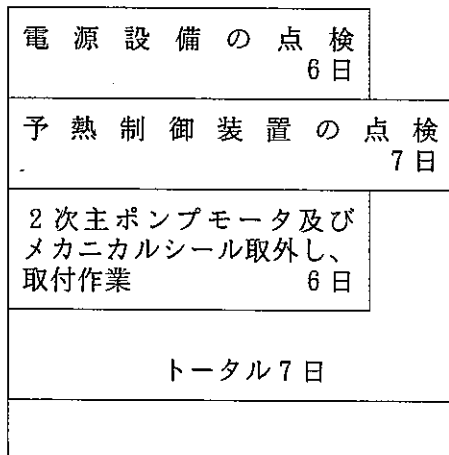 電源設備の点検
6日
予熱制御装置の点検
7日
2次主ポンプモータ及び
メカニカルシール取外し、
取付作業 6日
トータル7日